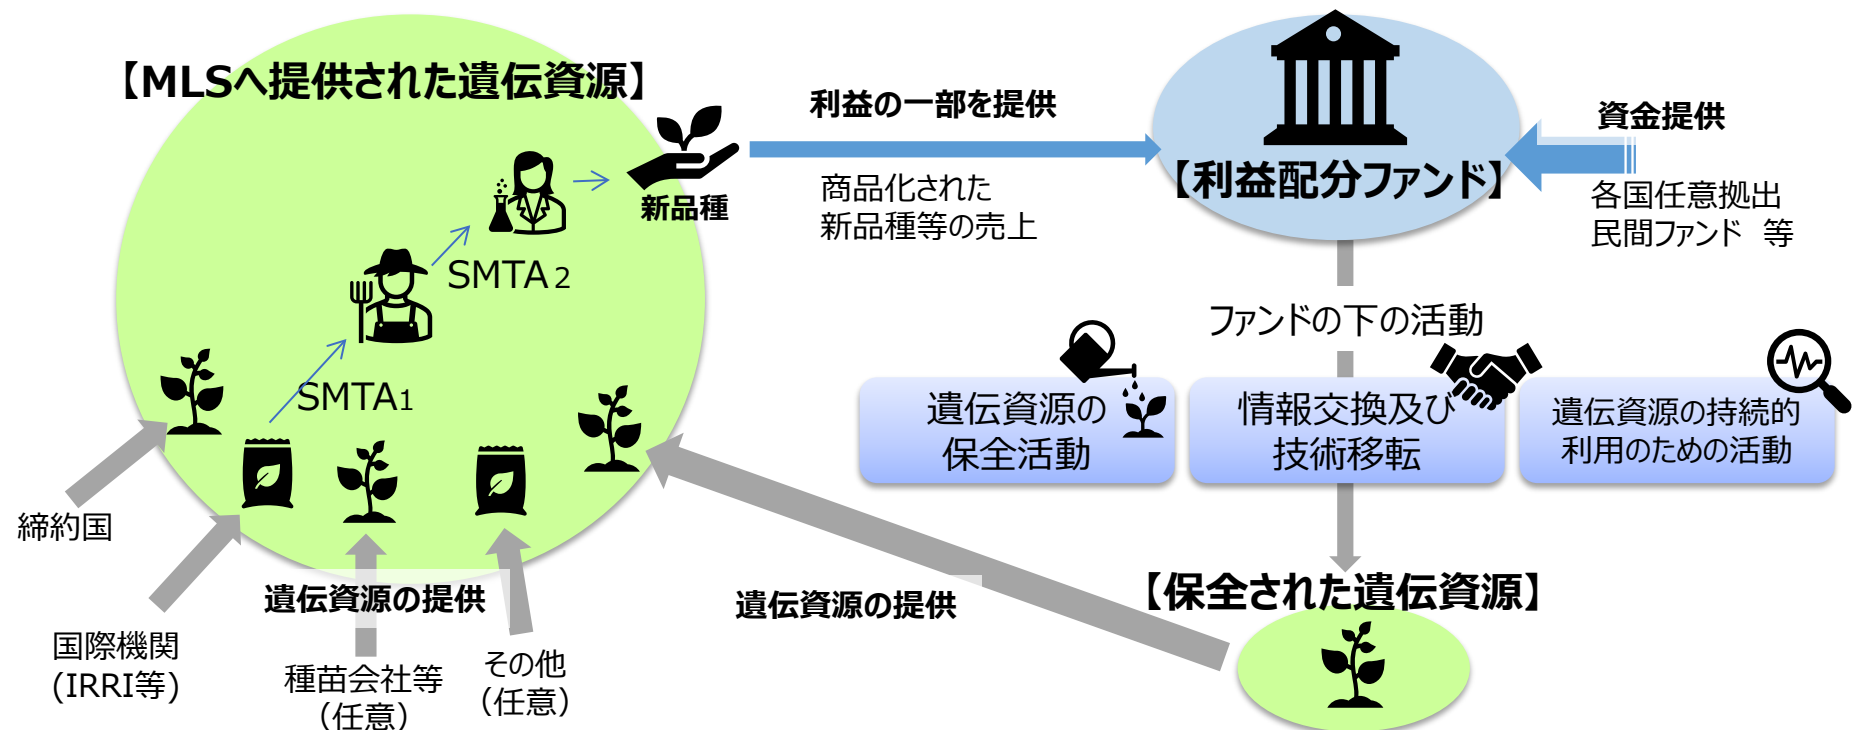 【MLSへ提供された遺伝資源】
新品種
SMTA２
SMTA1
締約国
国際機関
(IRRI等)
遺伝資源の提供
種苗会社等
（任意）
その他
（任意）
利益の一部を提供
商品化された
新品種等の売上
【利益配分ファンド】
資金提供
各国任意拠出
民間ファンド　等
ファンドの下の活動
遺伝資源の
保全活動
情報交換及び
技術移転
遺伝資源の持続的
利用のための活動
【保全された遺伝資源】
遺伝資源の提供